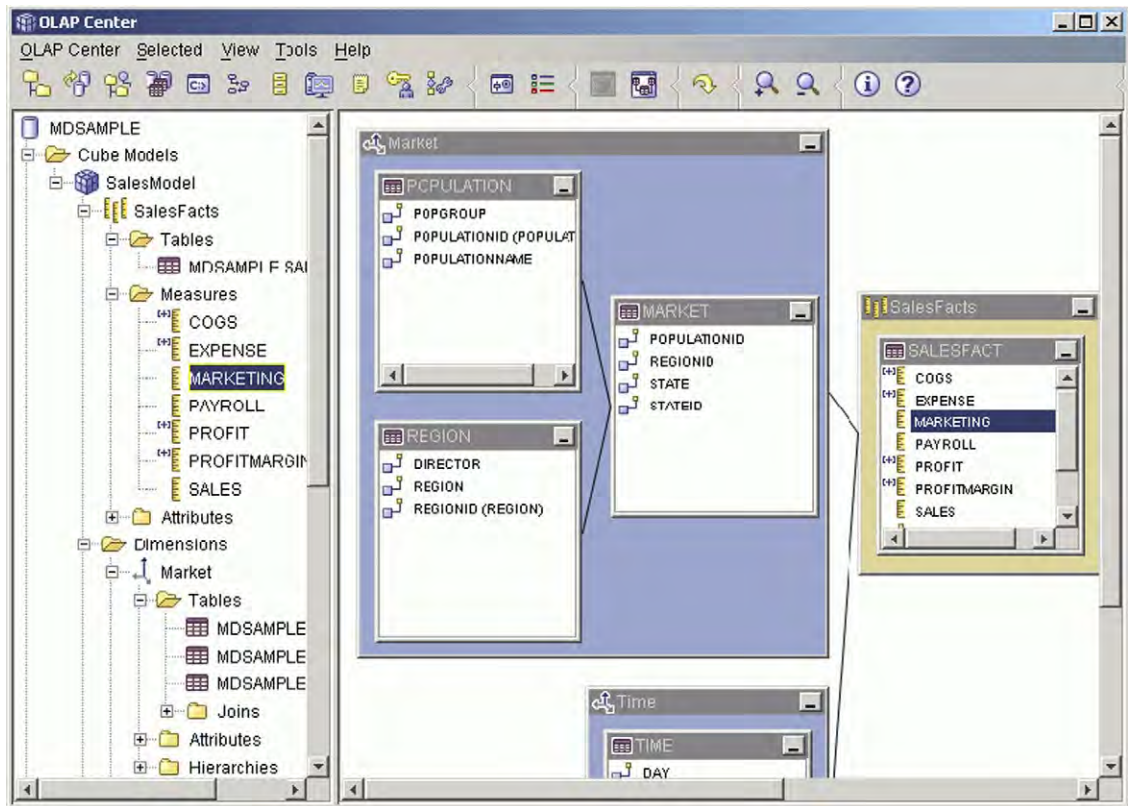 OLAP Center
OLAP Center Selected View Tools Help
MDSAMPLE
Cube Models
SalesModel
SalesFacts
Tables
MDSAMPLE SAL
Measures
COGS
EXPENSE
MARKETING
PAYROLL
PROFIT
PROFITMARGIN
SALES
Attributes
Dimensions
Market
Tables
MDSAMPLE
MDSAMPLE
MDSAMPLE
Joins
Attributes
Hierarchies
Market
POPULATION
POPGROUP
POPULATIONID (POPULAT
POPULATIONNAME
REGION
DIRECTOR
REGION
REGIONID (REGION)
MARKET
POPULATIONID
REGIONID
STATE
STATEID
SalesFacts
SALESFACT
COGS
EXPENSE
MARKETING
PAYROLL
PROFIT
PROFITMARGIN
SALES
Time
TIME
DAY